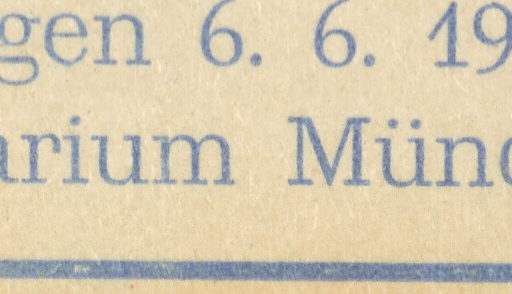 gen 6. 6. 19
arium Münc